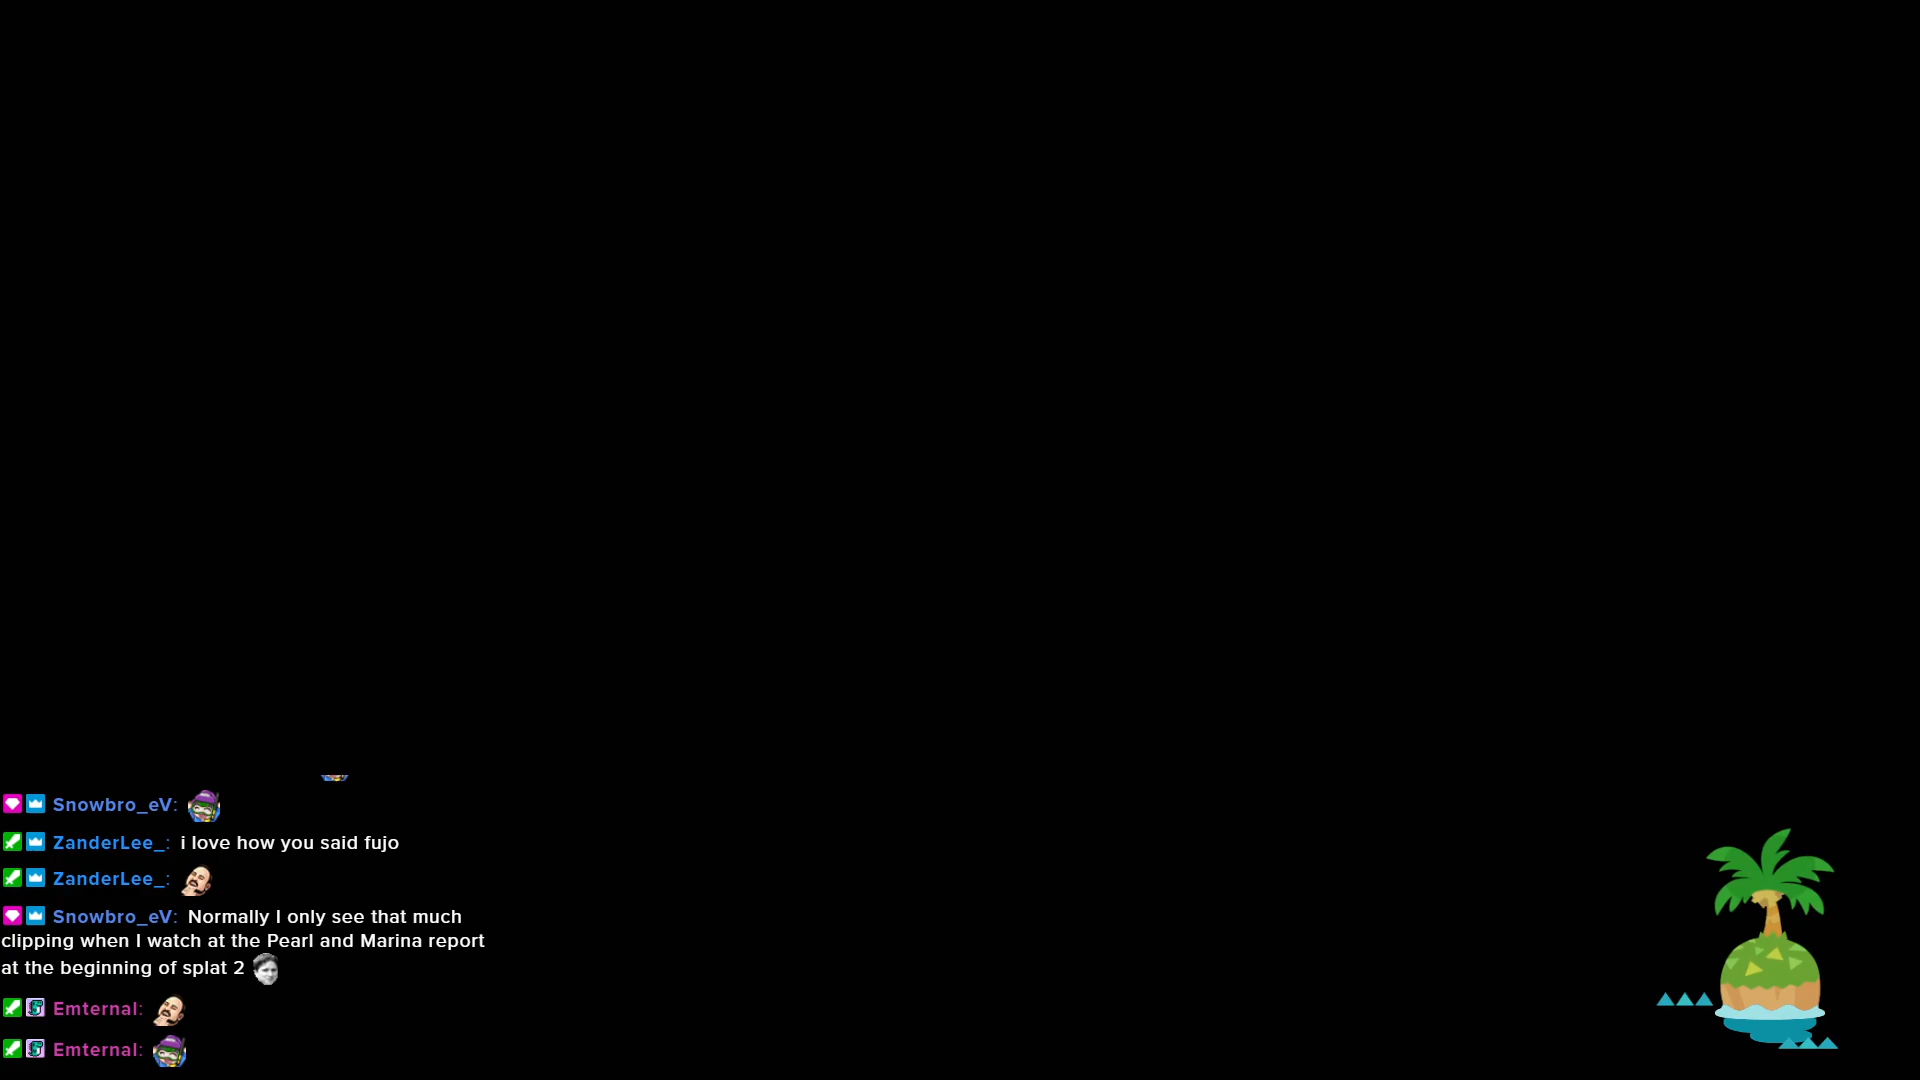 Snowbro_eV:
ZanderLee_: i love how you said fujo
ZanderLee_:
Snowbro_eV: Normally I only see that much
clipping when I watch at the Pearl and Marina report
at the beginning of splat 2
Emternal:
Emternal: